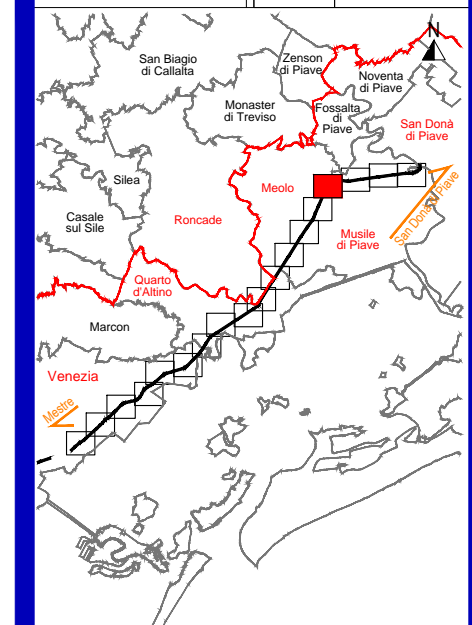 N
San Biagio
di Callalta
Zenson
di Piave
Noventa
di Piave
Monaster
di Treviso
Fossalta
di
Piave
San Donà
di Piave
Silea
Meolo
Casale
sul Sile
Roncade
Musile
di Piave
San Donà di Piave
Quarto
d'Altino
Marcon
Venezia
Mestre